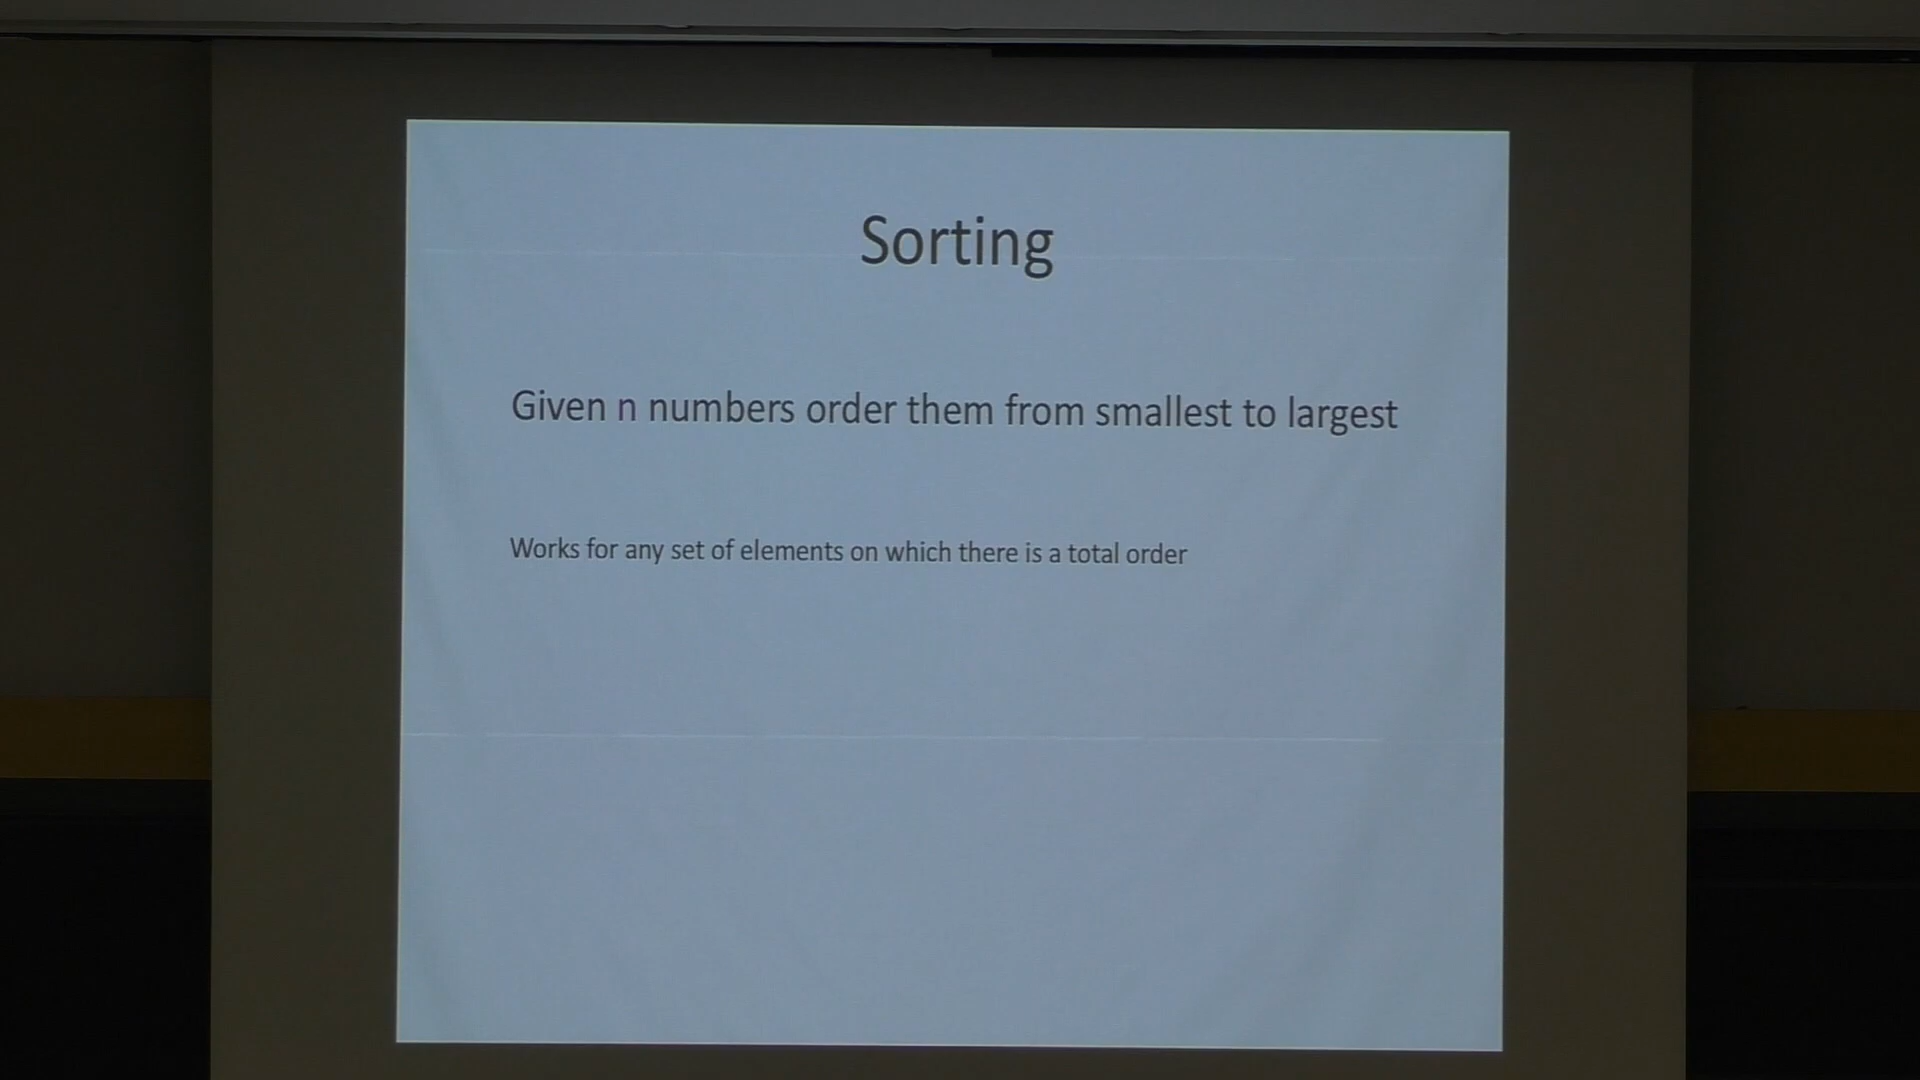 Sorting
Given n numbers order them from smallest to largest
Works for any set of elements on which there is a total order